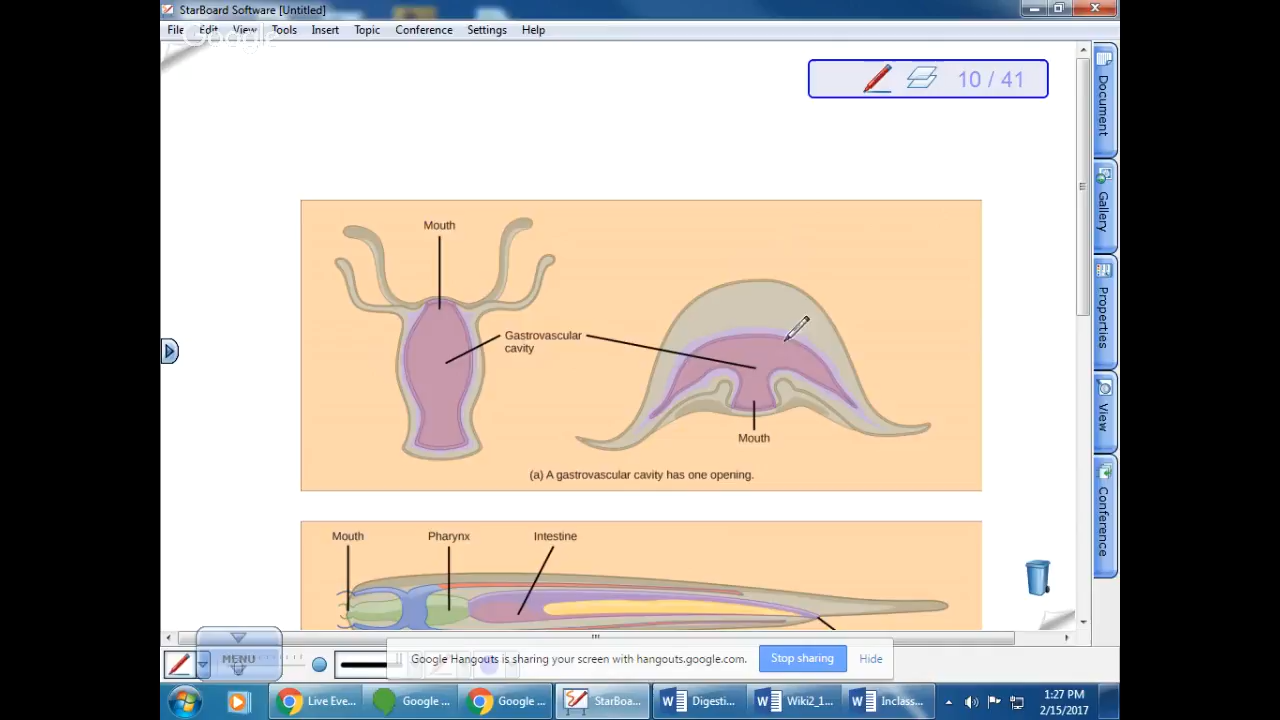 StarBoard Software [Untitled]
File Edit View Tools Insert Topic Conference Settings Help
Google
10 / 41
Document
Gallery
Properties
View
Conference
Mouth
Gastrovascular
cavity
Mouth
(a) A gastrovascular cavity has one opening.
Mouth Pharynx Intestine
MENU
Google Hangouts is sharing your screen with hangouts.google.com. Stop sharing Hide
Live Eve... Google ... Google ... StarBoa... Digesti... Wiki2_1... Inclass...
1:27 PM
2/15/2017